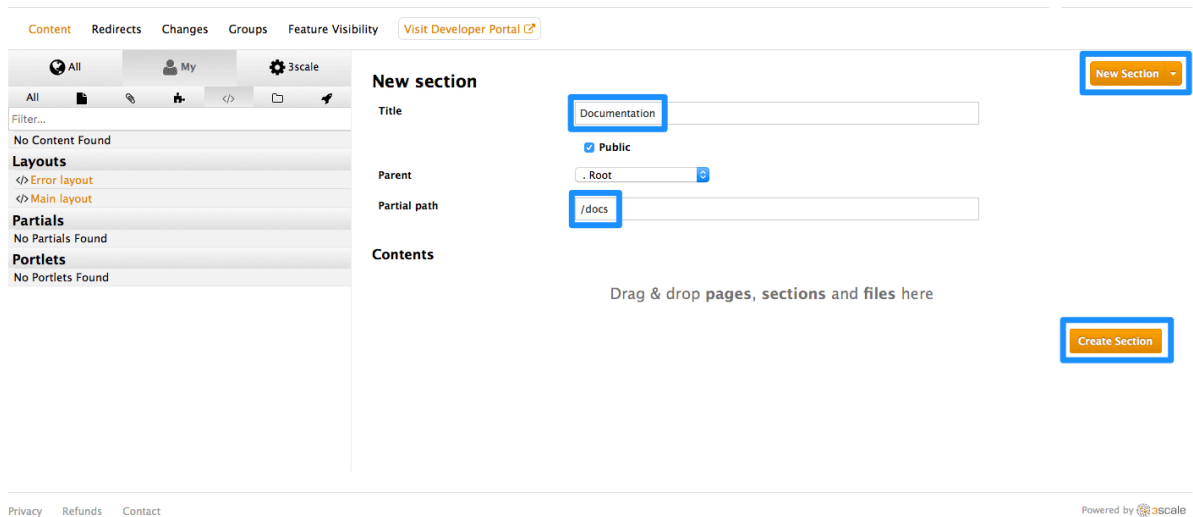 Content Redirects Changes Groups Feature Visibility Visit Developer Portal
All My 3scale
New Section
New section
All
Title Documentation
Filter...
No Content Found
Public
Layouts
Error layout
Parent . Root
Main layout
Partial path /docs
Partials
No Partials Found
Portlets
Contents
No Portlets Found
Drag & drop pages, sections and files here
Create Section
Privacy Refunds Contact
Powered by 3scale